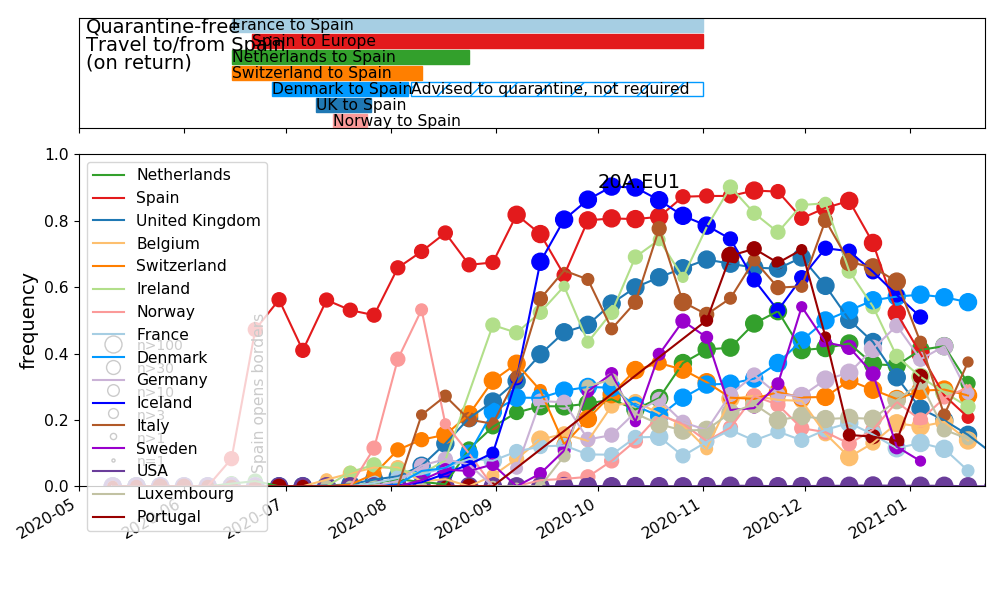 Quarantine-free
Travel to/from Spain
(on return)
France to Spain
Spain to Europe
Netherlands to Spain
Switzerland to Spain
Denmark to Spain
Advised to quarantine, not required
UK to Spain
Norway to Spain
20A.EU1
frequency
1.0
0.8
0.6
0.4
0.2
0.0
Netherlands
Spain
United Kingdom
Belgium
Switzerland
Ireland
Norway
France
Denmark
Germany
Iceland
Italy
Sweden
USA
Luxembourg
Portugal
n>100
n>30
n>10
n>3
n>1
n=1
Spain opens borders
2020-05
2020-06
2020-07
2020-08
2020-09
2020-10
2020-11
2020-12
2021-01